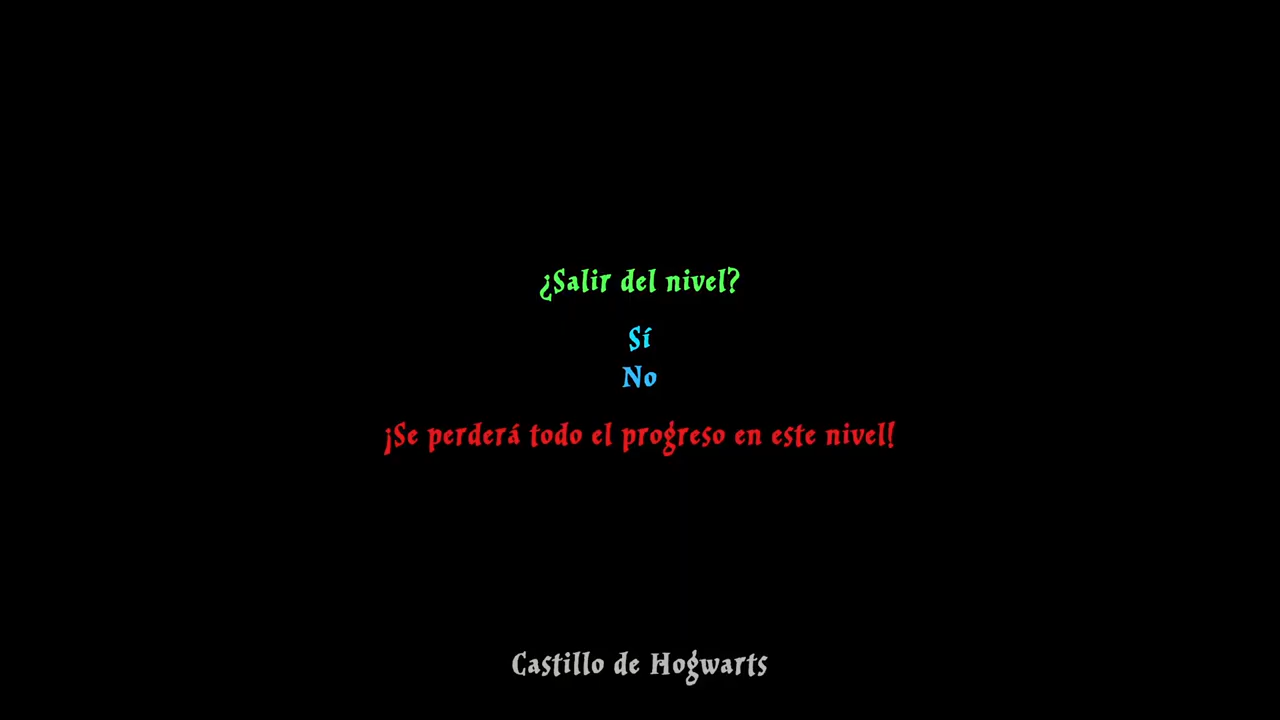 ¿Salir del nivel?
Sí
No
¡Se perderá todo el progreso en este nivel!
Castillo de Hogwarts